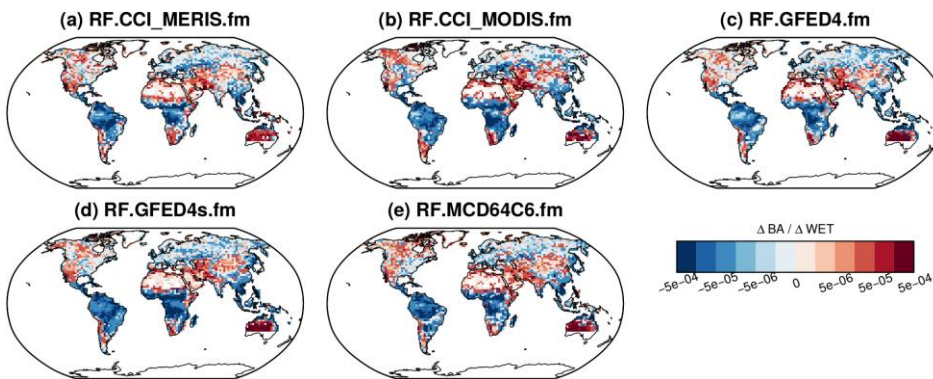 (a) RF.CCI_MERIS.fm
(b) RF.CCI_MODIS.fm
(c) RF.GFED4.fm
(d) RF.GFED4s.fm
(e) RF.MCD64C6.fm
Δ BA / Δ WET
−5e−04 −5e−05 −5e−06 0 5e−06 5e−05 5e−04